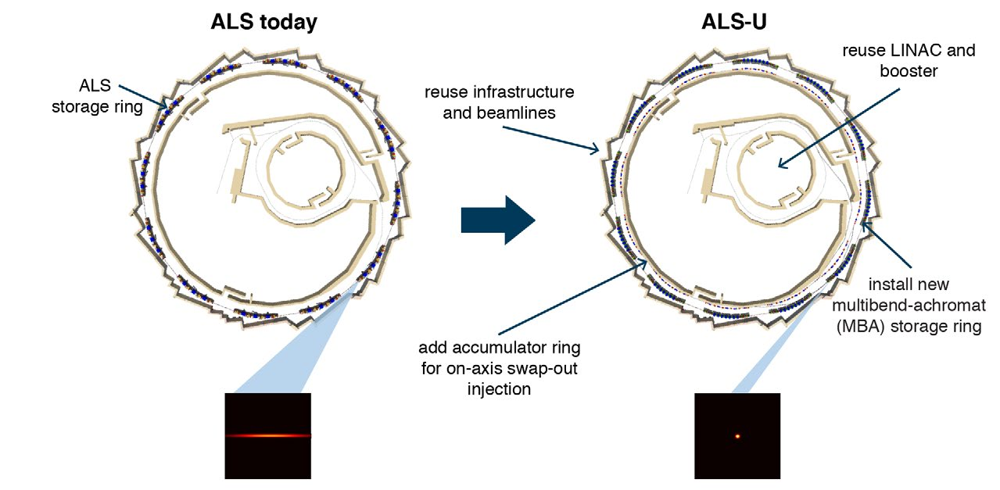 ALS today
ALS-U
ALS
storage ring
reuse infrastructure
and beamlines
reuse LINAC and
booster
install new
multibend-achromat
(MBA) storage ring
add accumulator ring
for on-axis swap-out
injection